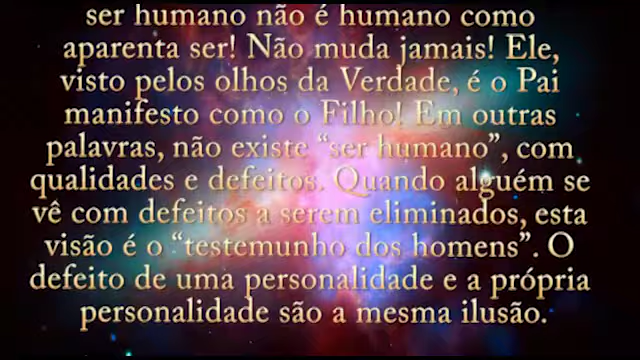 ser humano não é humano como
aparenta ser! Não muda jamais! Ele,
visto pelos olhos da Verdade, é o Pai
manifesto como o Filho! Em outras
palavras, não existe “ser humano”, com
qualidades e defeitos. Quando alguém se
vê com defeitos a serem eliminados, esta
visão é o “testemunho dos homens”. O
defeito de uma personalidade e a própria
personalidade são a mesma ilusão.